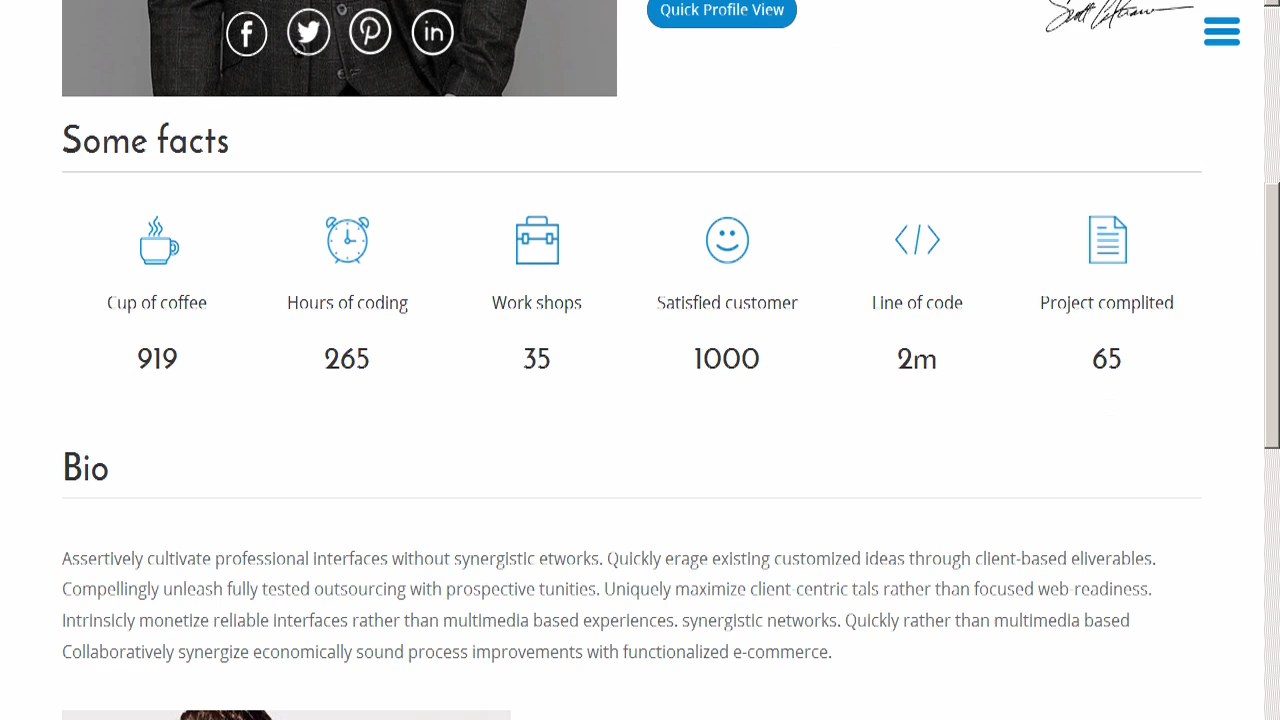 Quick Profile View
Some facts
Cup of coffee
Hours of coding
Work shops
Satisfied customer
Line of code
Project complited
919
265
35
1000
2m
65
Bio
Assertively cultivate professional interfaces without synergistic etworks. Quickly erage existing customized ideas through client-based eliverables.
Compellingly unleash fully tested outsourcing with prospective tunities. Uniquely maximize client-centric tals rather than focused web-readiness.
Intrinsicly monetize reliable interfaces rather than multimedia based experiences. synergistic networks. Quickly rather than multimedia based
Collaboratively synergize economically sound process improvements with functionalized e-commerce.